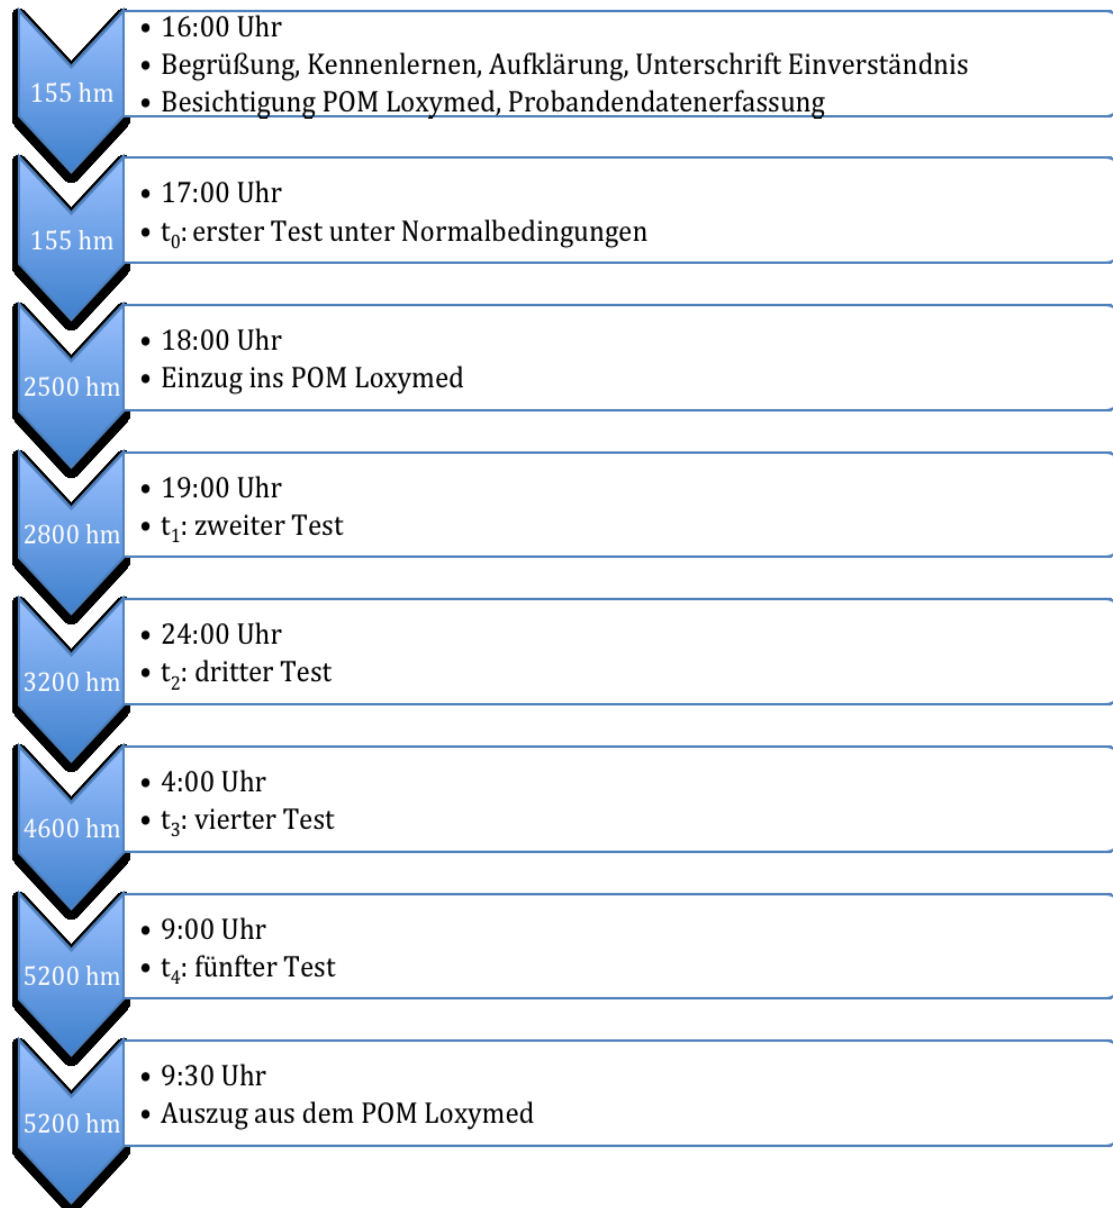 155 hm
• 16:00 Uhr
• Begrüßung, Kennenlernen, Aufklärung, Unterschrift Einverständnis
• Besichtigung POM Loxymed, Probandendatenerfassung
155 hm
• 17:00 Uhr
• t₀: erster Test unter Normalbedingungen
2500 hm
• 18:00 Uhr
• Einzug ins POM Loxymed
2800 hm
• 19:00 Uhr
• t₁: zweiter Test
3200 hm
• 24:00 Uhr
• t₂: dritter Test
4600 hm
• 4:00 Uhr
• t₃: vierter Test
5200 hm
• 9:00 Uhr
• t₄: fünfter Test
5200 hm
• 9:30 Uhr
• Auszug aus dem POM Loxymed